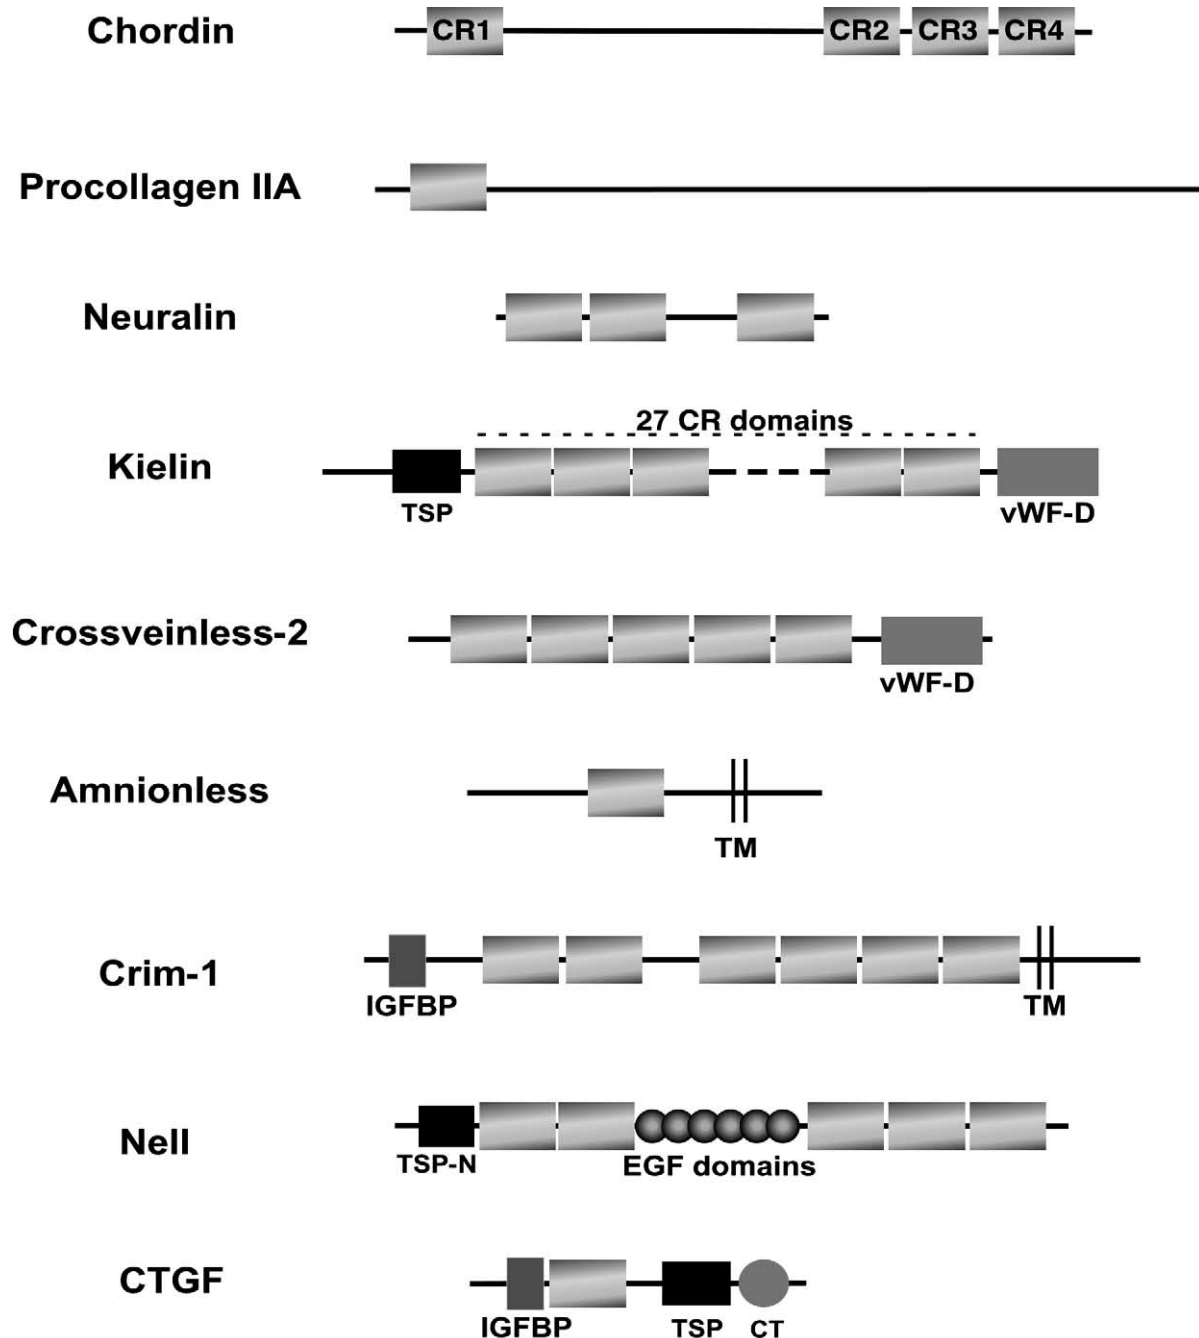 Chordin CR1 CR2 CR3 CR4
Procollagen IIA
Neuralin
27 CR domains
Kielin
TSP vWF-D
Crossveinless-2
vWF-D
Amnionless
TM
Crim-1
IGFBP TM
Nell
TSP-N EGF domains
CTGF
IGFBP TSP CT